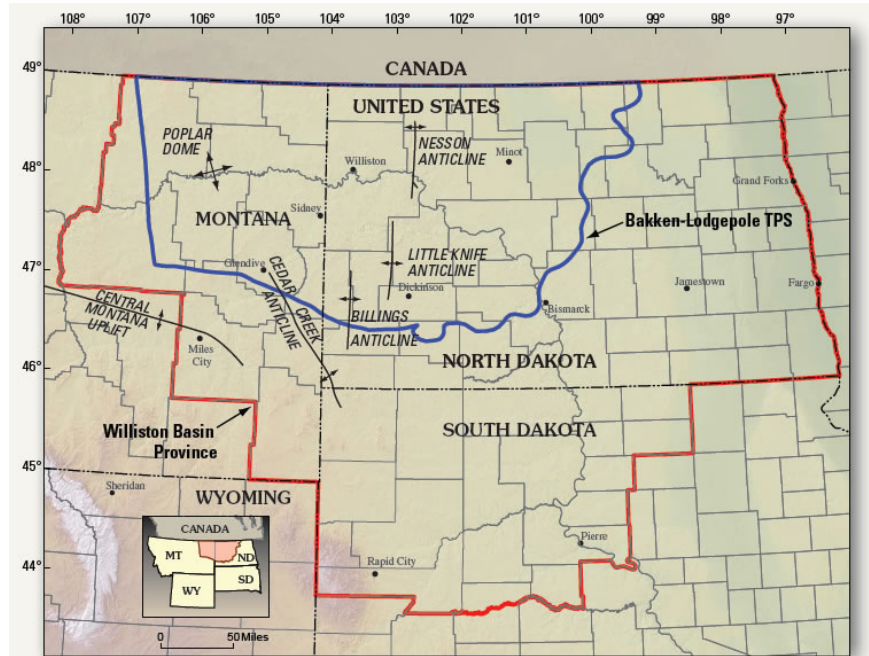 108° 106° 105° 104° 103° 102° 101° 100° 99° 98° 97°
49°
CANADA
UNITED STATES
POPLAR
DOME
NESSON
ANTICLINE
Williston
Minot
48°
Grand Forks
MONTANA
Sidney
Bakken-Lodgepole TPS
47°
Glendive
CEDAR CREEK
ANTICLINE
LITTLE KNIFE
ANTICLINE
Dickinson
Jamestown
Fargo
CENTRAL
MONTANA
UPLIFT
BILLINGS
ANTICLINE
Bismarck
Miles
City
46°
NORTH DAKOTA
Williston Basin
Province
SOUTH DAKOTA
45°
Sheridan
WYOMING
CANADA
MT
ND
SD
WY
44°
Pierre
Rapid City
0 50 Miles